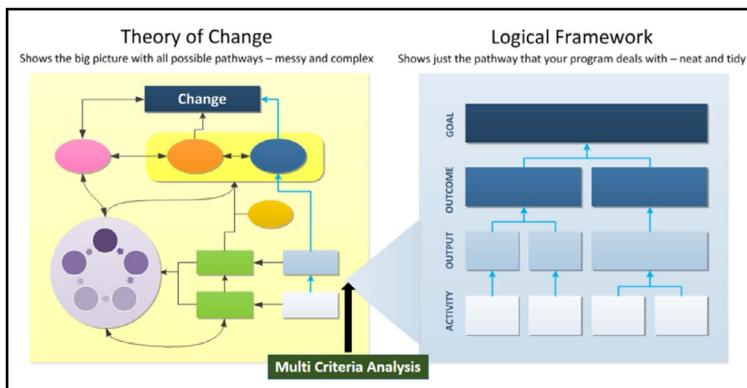 Theory of Change
Shows the big picture with all possible pathways – messy and complex
Change
Logical Framework
Shows just the pathway that your program deals with – neat and tidy
GOAL
OUTCOME
OUTPUT
ACTIVITY
Multi Criteria Analysis